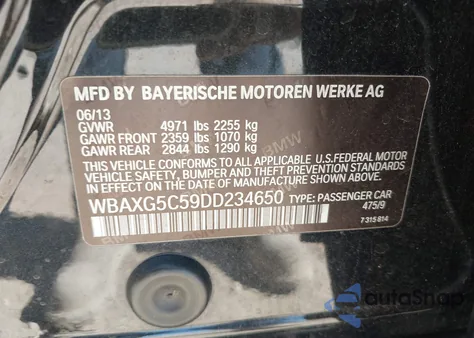 MFD BY BAYERISCHE MOTOREN WERKE AG
06/13
GVWR 4971 lbs 2255 kg
GAWR FRONT 2359 lbs 1070 kg
GAWR REAR 2844 lbs 1290 kg
THIS VEHICLE CONFORMS TO ALL APPLICABLE U.S. FEDERAL MOTOR
VEHICLE SAFETY, BUMPER AND THEFT PREVENTION STANDARDS
IN EFFECT ON THE DATE OF MANUFACTURE SHOWN ABOVE.
WBAXG5C59DD234650 TYPE: PASSENGER CAR
475/9
7 315 814
autoSnap